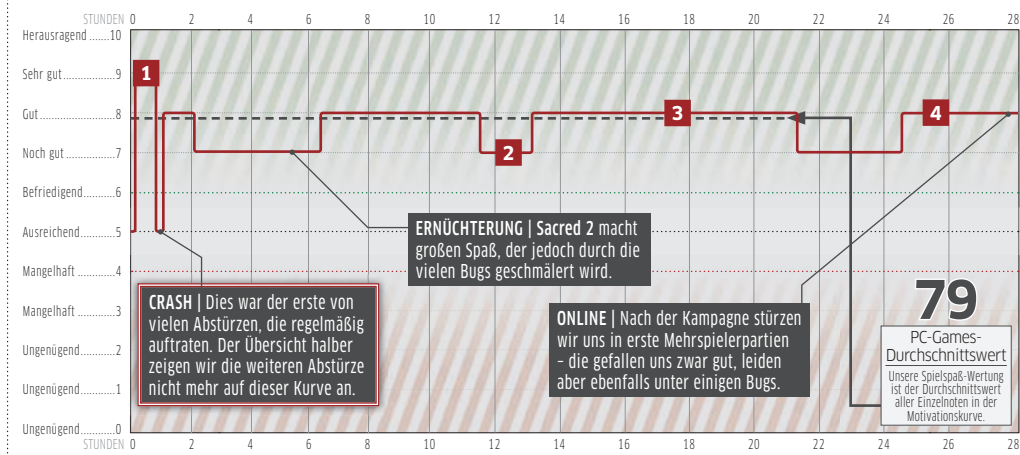 STUNDEN 0 2 4 6 8 10 12 14 16 18 20 22 24 26 28
Herausragend.......10
Sehr gut................9
Gut........................8
Noch gut................7
Befriedigend..........6
Ausreichend...........5
Mangelhaft............4
Mangelhaft............3
Ungenügend..........2
Ungenügend..........1
Ungenügend..........0
STUNDEN 0 2 4 6 8 10 12 14 16 18 20 22 24 26 28
1
2
3
4
CRASH | Dies war der erste von
vielen Abstürzen, die regelmäßig
auftraten. Der Übersicht halber
zeigen wir die weiteren Abstürze
nicht mehr auf dieser Kurve an.
ERNÜCHTERUNG | Sacred 2 macht
großen Spaß, der jedoch durch die
vielen Bugs geschmälert wird.
ONLINE | Nach der Kampagne stürzen
wir uns in erste Mehrspielerpartien
– die gefallen uns zwar gut, leiden
aber ebenfalls unter einigen Bugs.
79
PC-Games-
Durchschnittswert
Unsere Spielspaß-Wertung
ist der Durchschnittswert
aller Einzelnoten in der
Motivationskurve.